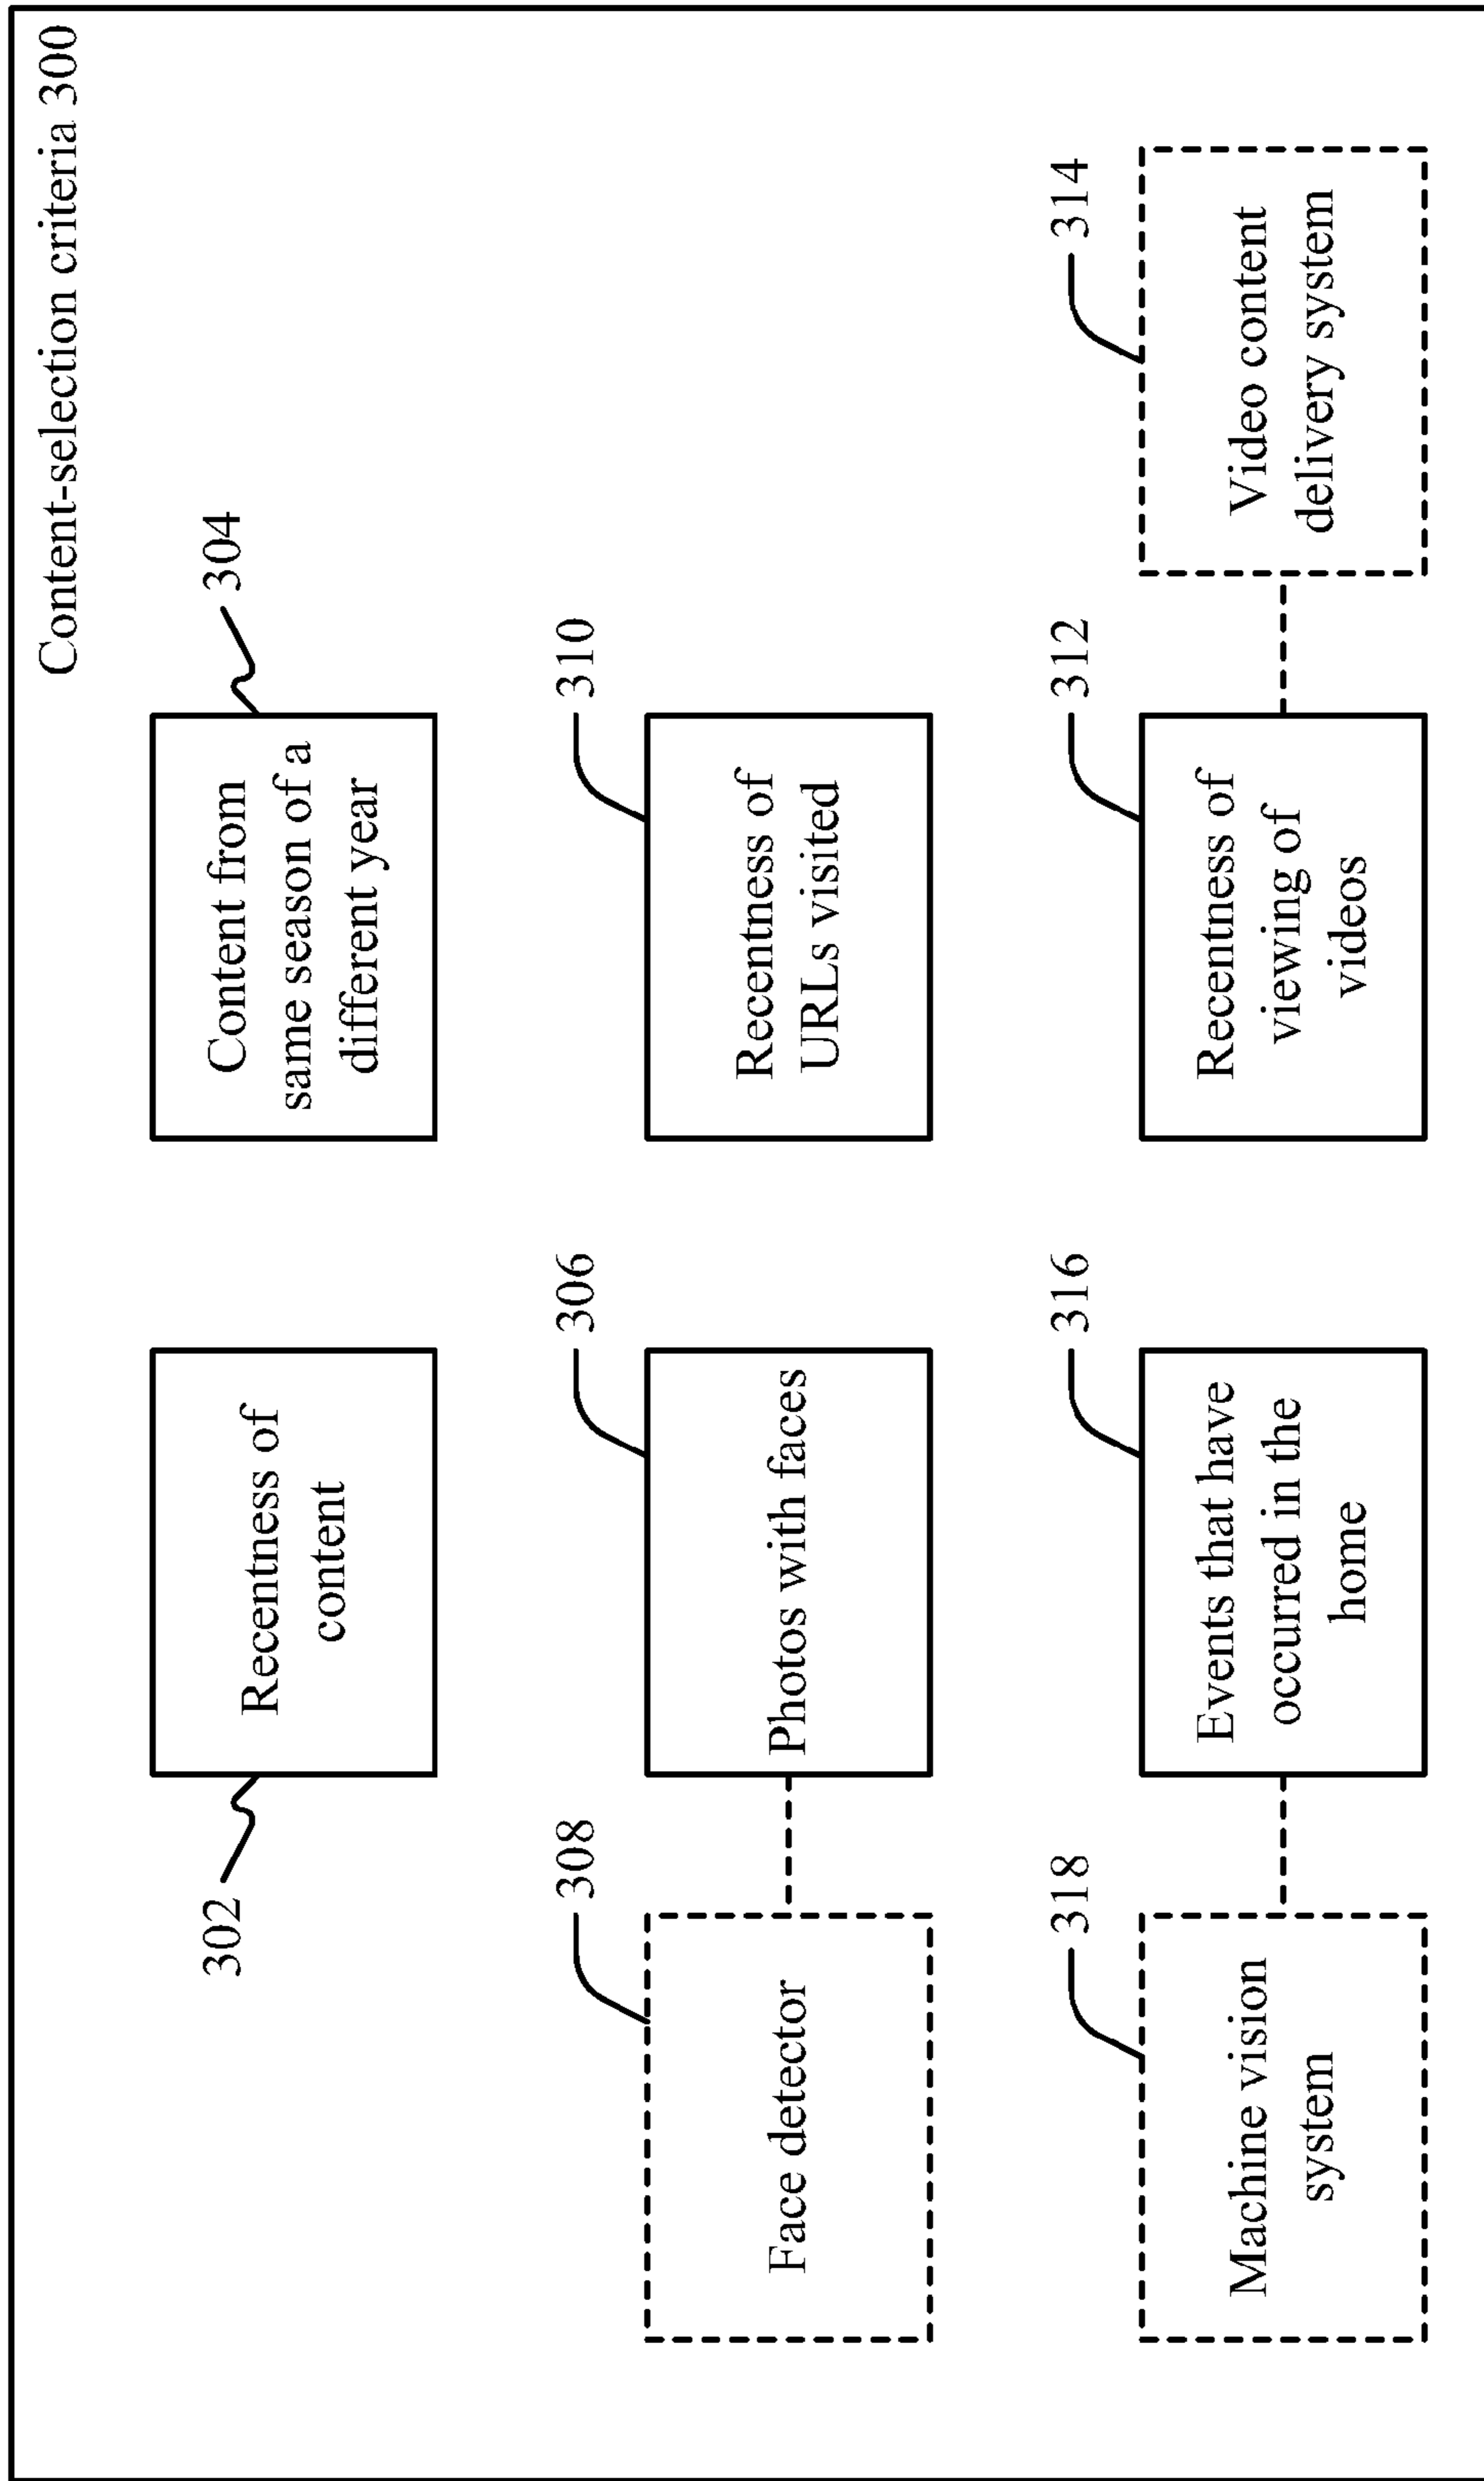 Content-selection criteria 300
302
Recentness of
content
Content from
same season of a
different year
304
308
Face detector
306
Photos with faces
310
Recentness of
URLs visited
318
Machine vision
system
316
Events that have
occurred in the
home
312
Recentness of
viewing of
videos
314
Video content
delivery system